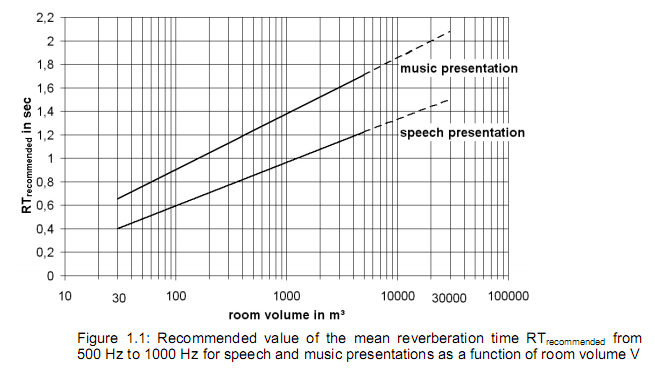 2,2
2
1,8
1,6
1,4
1,2
1
0,8
0,6
0,4
0,2
0
RTrecommended in sec
music presentation
speech presentation
10 30 100 1000 10000 30000 100000
room volume in m³
Figure 1.1: Recommended value of the mean reverberation time RTrecommended from
500 Hz to 1000 Hz for speech and music presentations as a function of room volume V